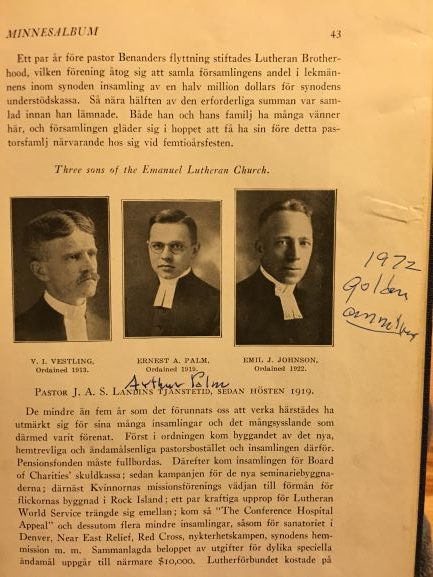 MINNESALBUM 43
Ett par år före pastor Benanders flyttning stiftades Lutheran Brother-
hood, vilken förening åtog sig att samla församlingens andel i lekmän-
nens inom synoden insamling av en halv million dollars för synodens
understödskassa. Så nära hälften av den erforderliga summan var sam-
lad innan han lämnade. Både han och hans familj ha många vänner
här, och församlingen gläder sig i hoppet att få ha sin före detta pas-
torsfamlj närvarande hos sig vid femtioårsfesten.
Three sons of the Emanuel Lutheran Church.
1972
golden
V. I. VESTLING,
Ordained 1913.
ERNEST A. PALM,
Ordained 1919.
EMIL J. JOHNSON,
Ordained 1922.
Arthur Palm
PASTOR J. A. S. LANDINS TJÄNSTETID, SEDAN HÖSTEN 1919.
De mindre än fem år som det förunnats oss att verka härstädes ha
utmärkt sig för sina många insamlingar och det mångsysslande som
därmed varit förenat. Först i ordningen kom byggandet av det nya,
hemtrevliga och ändamålsenliga pastorsbostället och insamlingen därför.
Pensionsfonden måste fullbordas. Därefter kom insamlingen för Board
of Charities' skuldkassa; sedan kampanjen för de nya seminariebyggna-
derna; därnäst Kvinnornas missionsförenings vädjan till förmån för
flickornas byggnad i Rock Island; ett par kraftiga upprop för Lutheran
World Service trängde sig emellan; kom så "The Conference Hospital
Appeal" och dessutom flera mindre insamlingar, såsom för sanatoriet i
Denver, Near East Relief, Red Cross, nykterhetskampen, synodens hem-
mission m. m. Sammanlagda beloppet av utgifter för dylika speciella
ändamål uppgår till närmare $10,000. Lutherförbundet kostade på